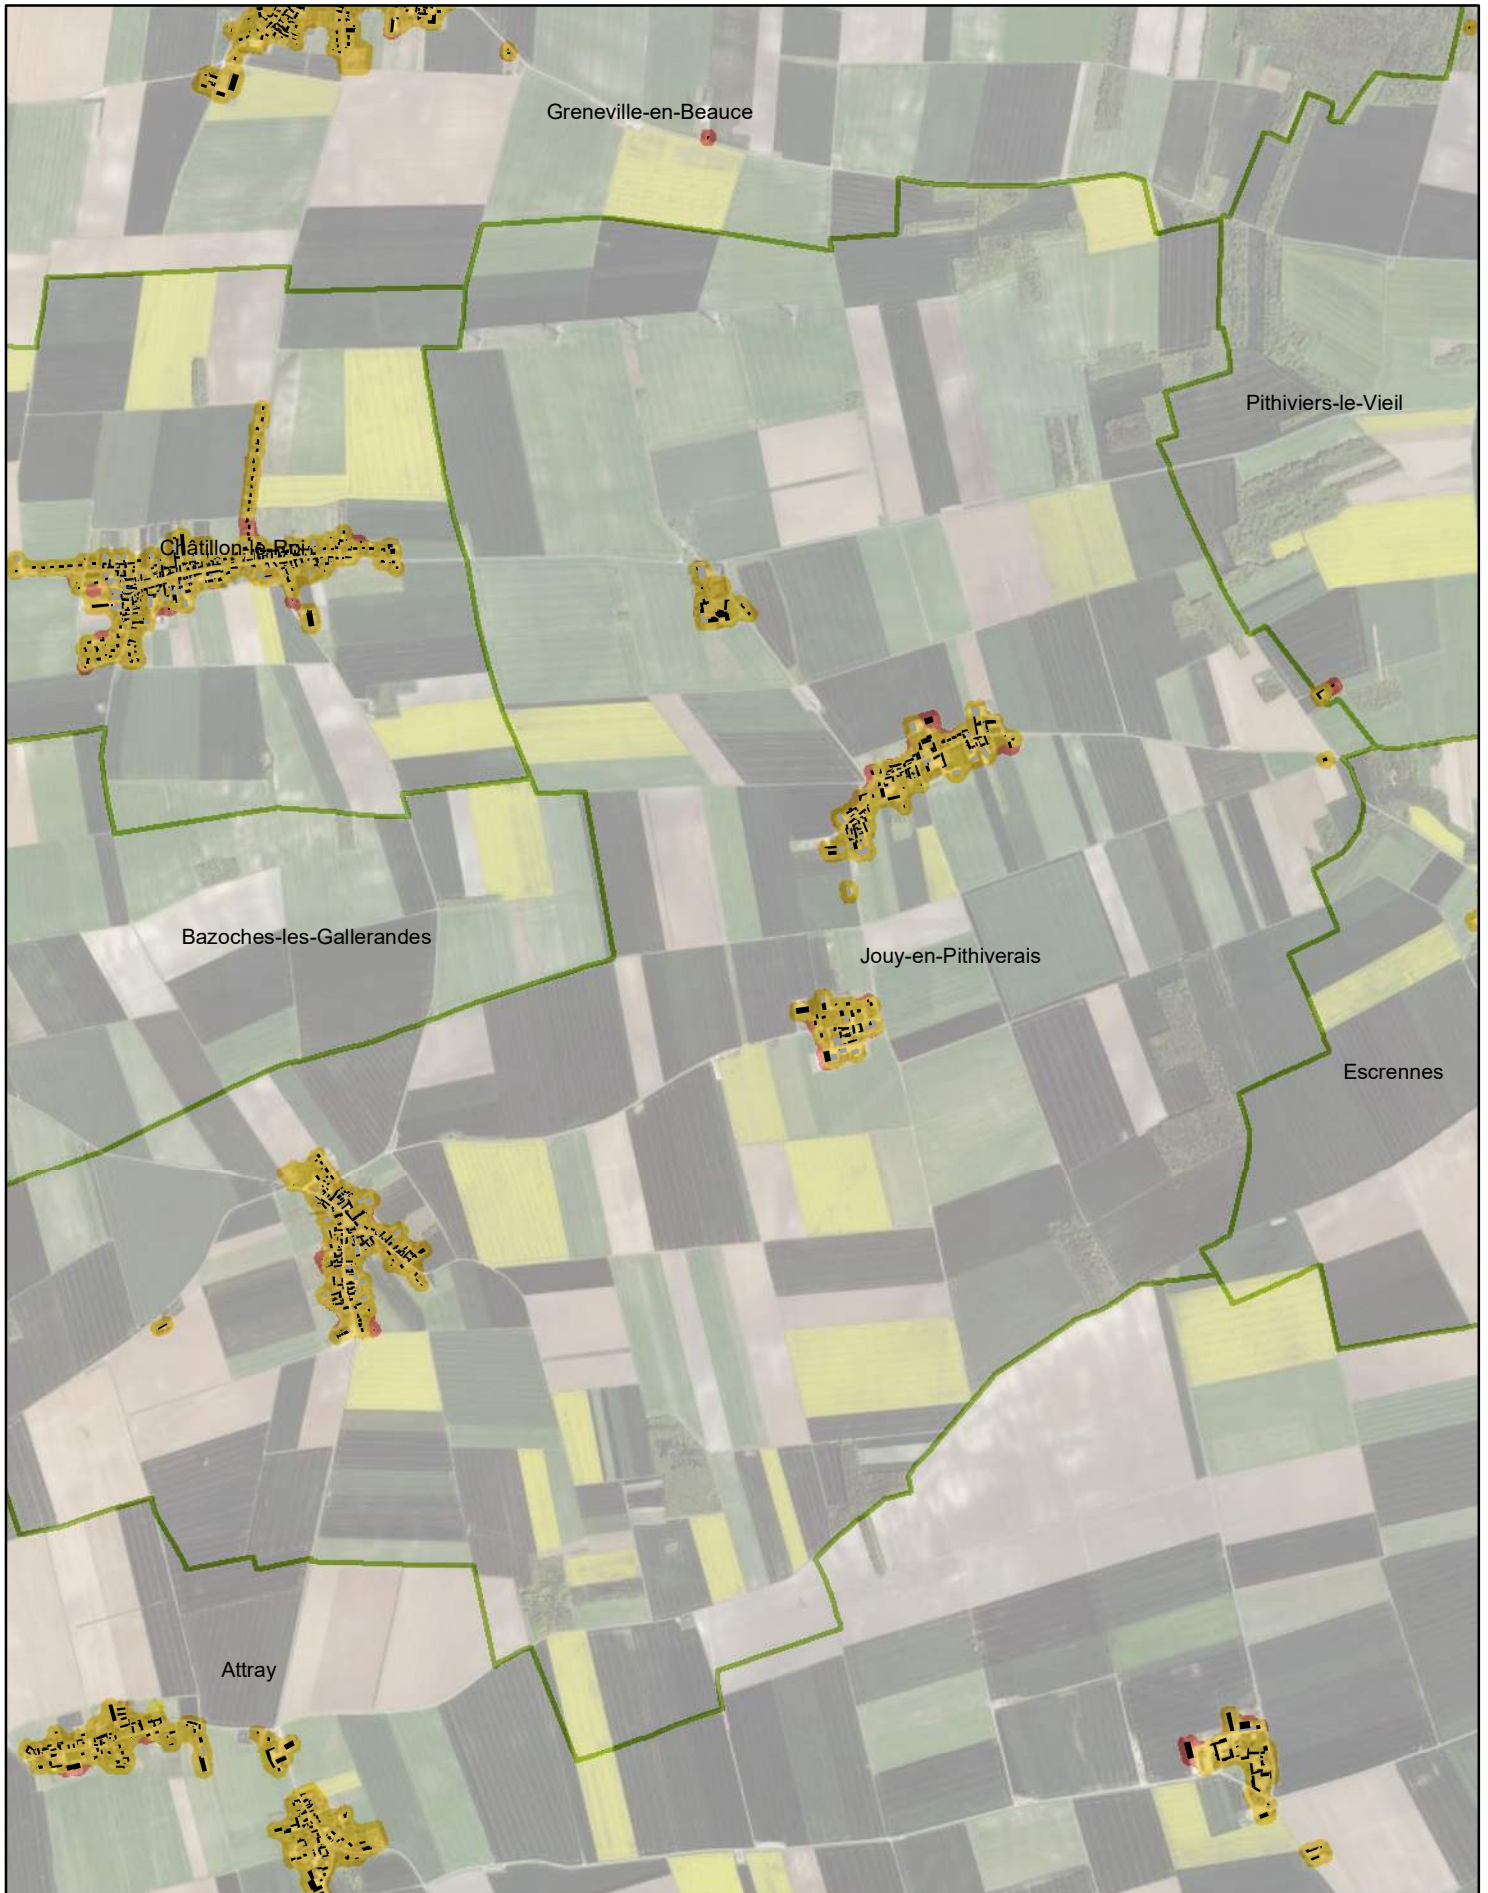 Greneville-en-Beauce
Pithiviers-le-Vieil
Châtillon-le-Roi
Bazoches-les-Gallerandes
Jouy-en-Pithiverais
Escrennes
Attray